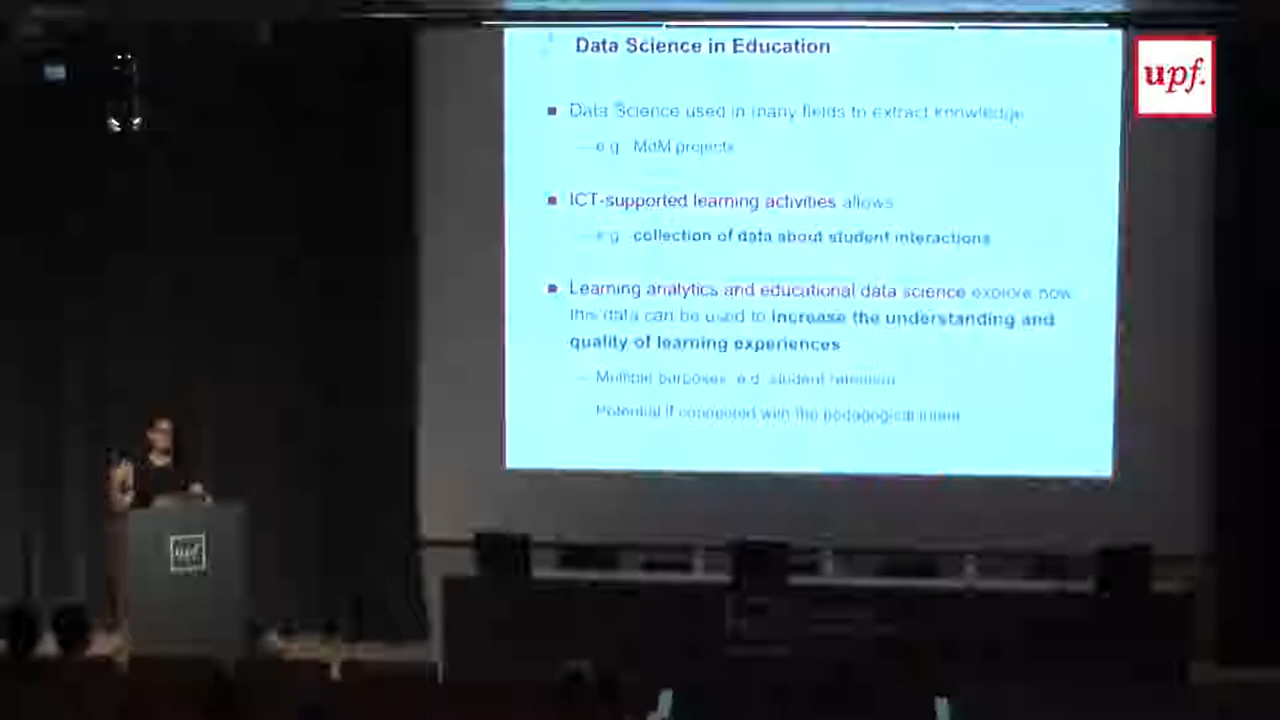 Data Science in Education
upf.
Data Science used in many fields to extract knowledge
e.g. MdM projects
ICT-supported learning activities allows
e.g. collection of data about student interactions
Learning analytics and educational data science explore how
this data can be used to increase the understanding and
quality of learning experiences
Multiple purposes, e.g. student retention
Potential if connected with the pedagogical intent
upf.